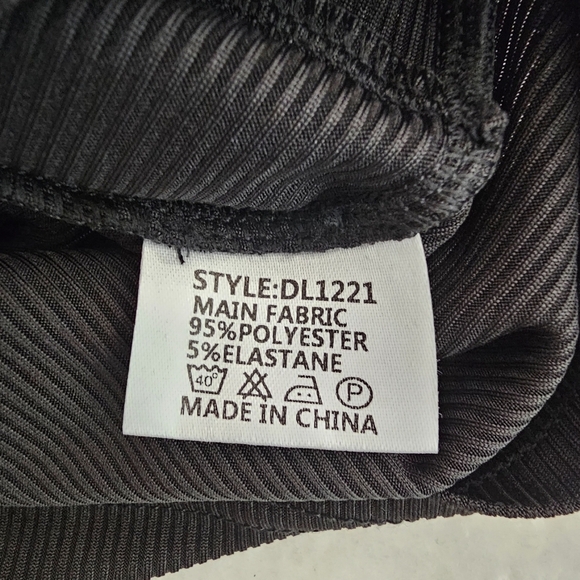 STYLE:DL1221
MAIN FABRIC
95%POLYESTER
5%ELASTANE
40° P
MADE IN CHINA